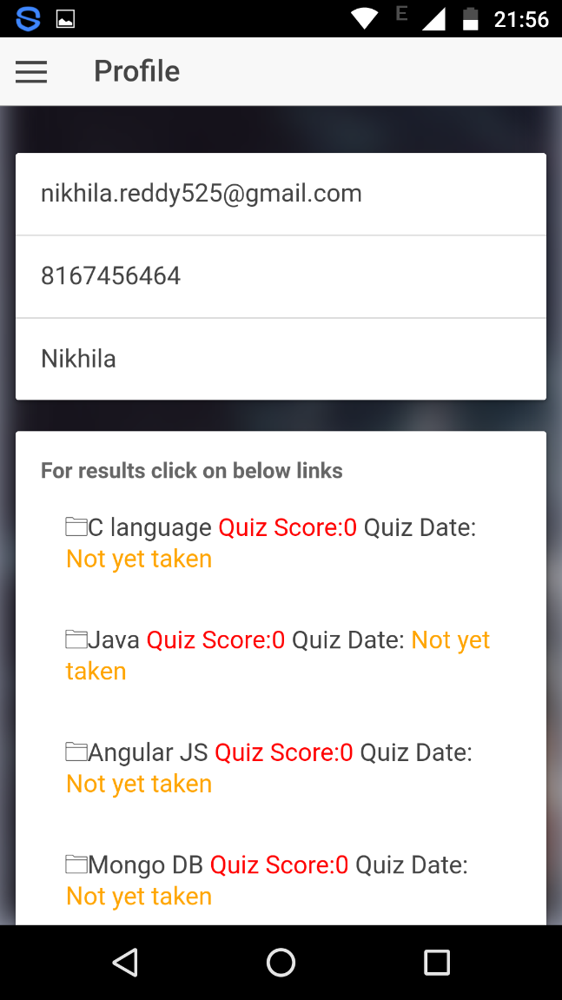 E 21:56
Profile
nikhila.reddy525@gmail.com
8167456464
Nikhila
For results click on below links
C language Quiz Score:0 Quiz Date:
Not yet taken
Java Quiz Score:0 Quiz Date: Not yet
taken
Angular JS Quiz Score:0 Quiz Date:
Not yet taken
Mongo DB Quiz Score:0 Quiz Date:
Not yet taken